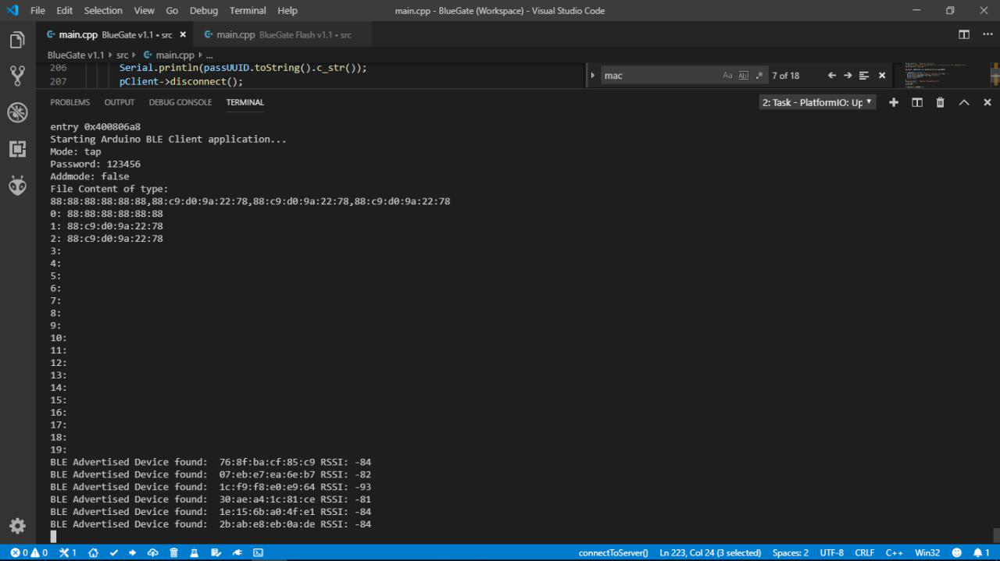 File Edit Selection View Go Debug Terminal Help main.cpp - BlueGate (Workspace) - Visual Studio Code
main.cpp BlueGate v1.1 • src × main.cpp BlueGate Flash v1.1 • src
BlueGate v1.1 › src › main.cpp › ...
206 Serial.println(passUUID.toString().c_str());
207 pClient->disconnect();
mac Aa Abl .* 7 of 18
PROBLEMS OUTPUT DEBUG CONSOLE TERMINAL 2: Task - PlatformIO: Up
entry 0x400806a8
Starting Arduino BLE Client application...
Mode: tap
Password: 123456
Addmode: false
File Content of type:
88:88:88:88:88:88,88:c9:d0:9a:22:78,88:c9:d0:9a:22:78,88:c9:d0:9a:22:78
0: 88:88:88:88:88:88
1: 88:c9:d0:9a:22:78
2: 88:c9:d0:9a:22:78
3:
4:
5:
6:
7:
8:
9:
10:
11:
12:
13:
14:
15:
16:
17:
18:
19:
BLE Advertised Device found:  76:8f:ba:cf:85:c9 RSSI: -84
BLE Advertised Device found:  07:eb:e7:ea:6e:b7 RSSI: -82
BLE Advertised Device found:  1c:f9:f8:e0:e9:64 RSSI: -93
BLE Advertised Device found:  30:ae:a4:1c:81:ce RSSI: -81
BLE Advertised Device found:  1e:15:6b:a0:4f:e1 RSSI: -84
BLE Advertised Device found:  2b:ab:e8:eb:0a:de RSSI: -84
0 0 1 connectToServer() Ln 223, Col 24 (3 selected) Spaces: 2 UTF-8 CRLF C++ Win32 1